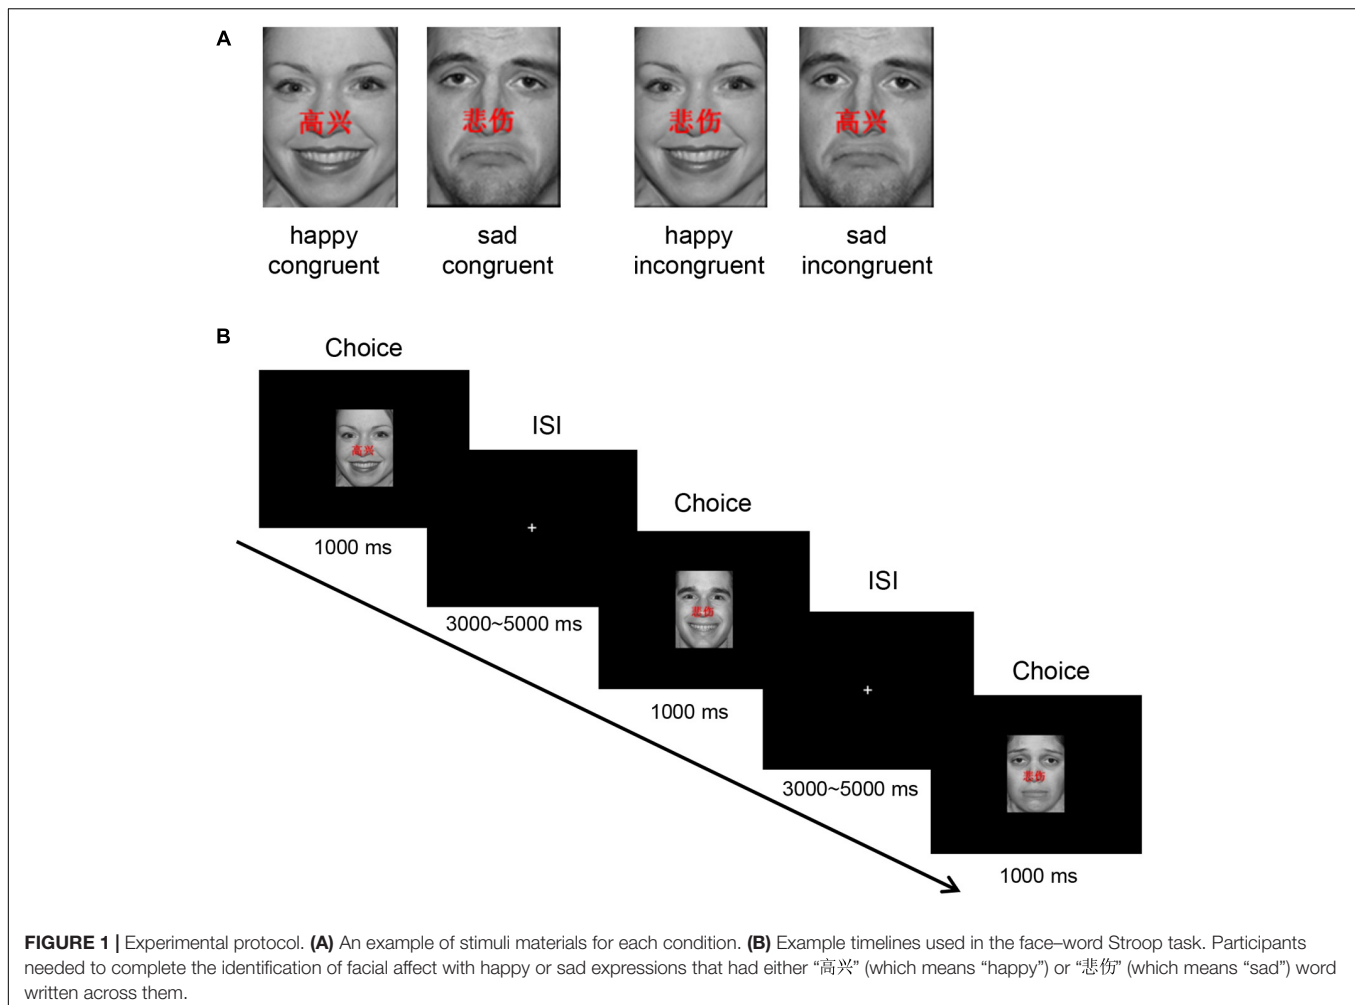 A
高兴 悲伤 悲伤 高兴
happy sad happy sad
congruent congruent incongruent incongruent
B
Choice
高兴
1000 ms
ISI
+
3000~5000 ms
Choice
悲伤
1000 ms
ISI
+
3000~5000 ms
Choice
悲伤
1000 ms
FIGURE 1 | Experimental protocol. (A) An example of stimuli materials for each condition. (B) Example timelines used in the face–word Stroop task. Participants
needed to complete the identification of facial affect with happy or sad expressions that had either “高兴” (which means “happy”) or “悲伤” (which means “sad”) word
written across them.